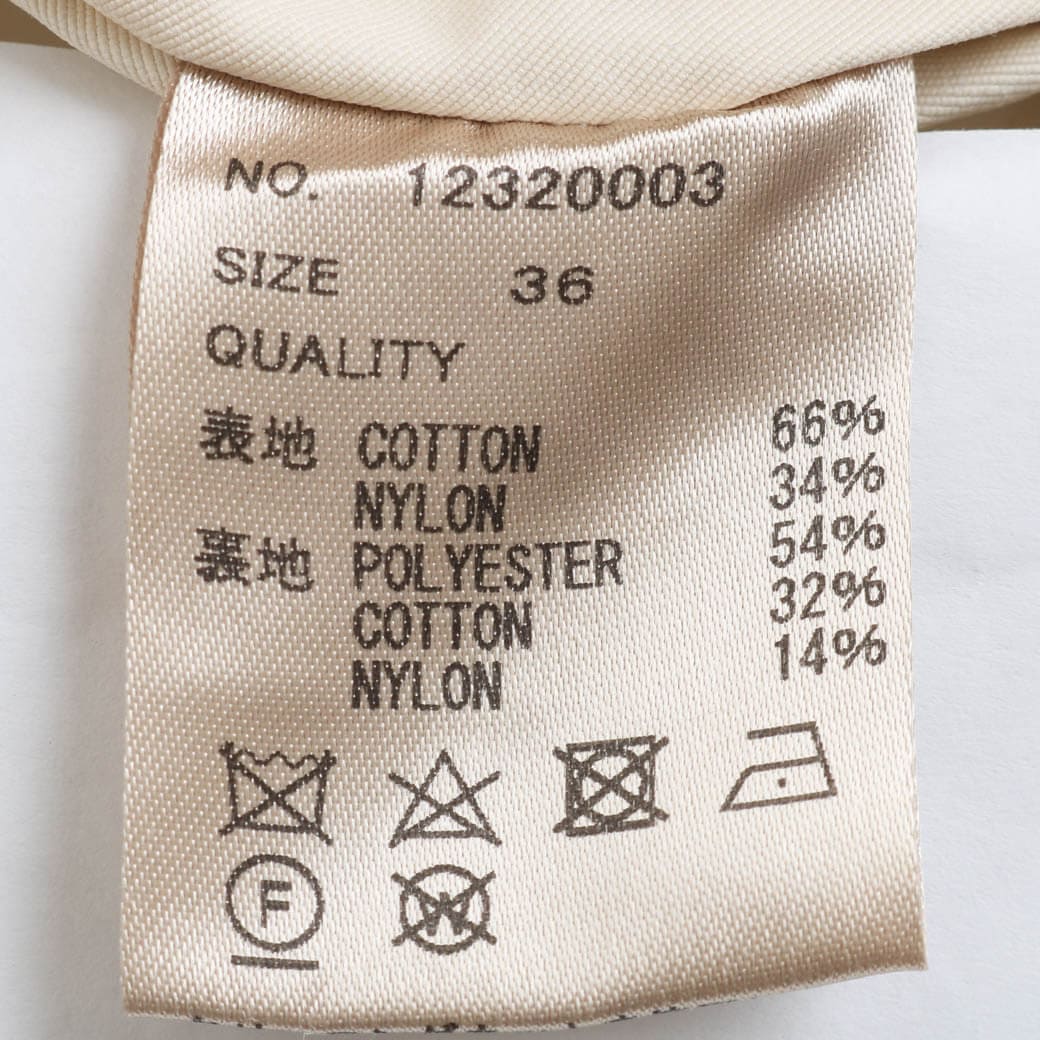 NO. 12320003
SIZE 36
QUALITY
表地 COTTON 66%
NYLON 34%
裏地 POLYESTER 54%
COTTON 32%
NYLON 14%
F W